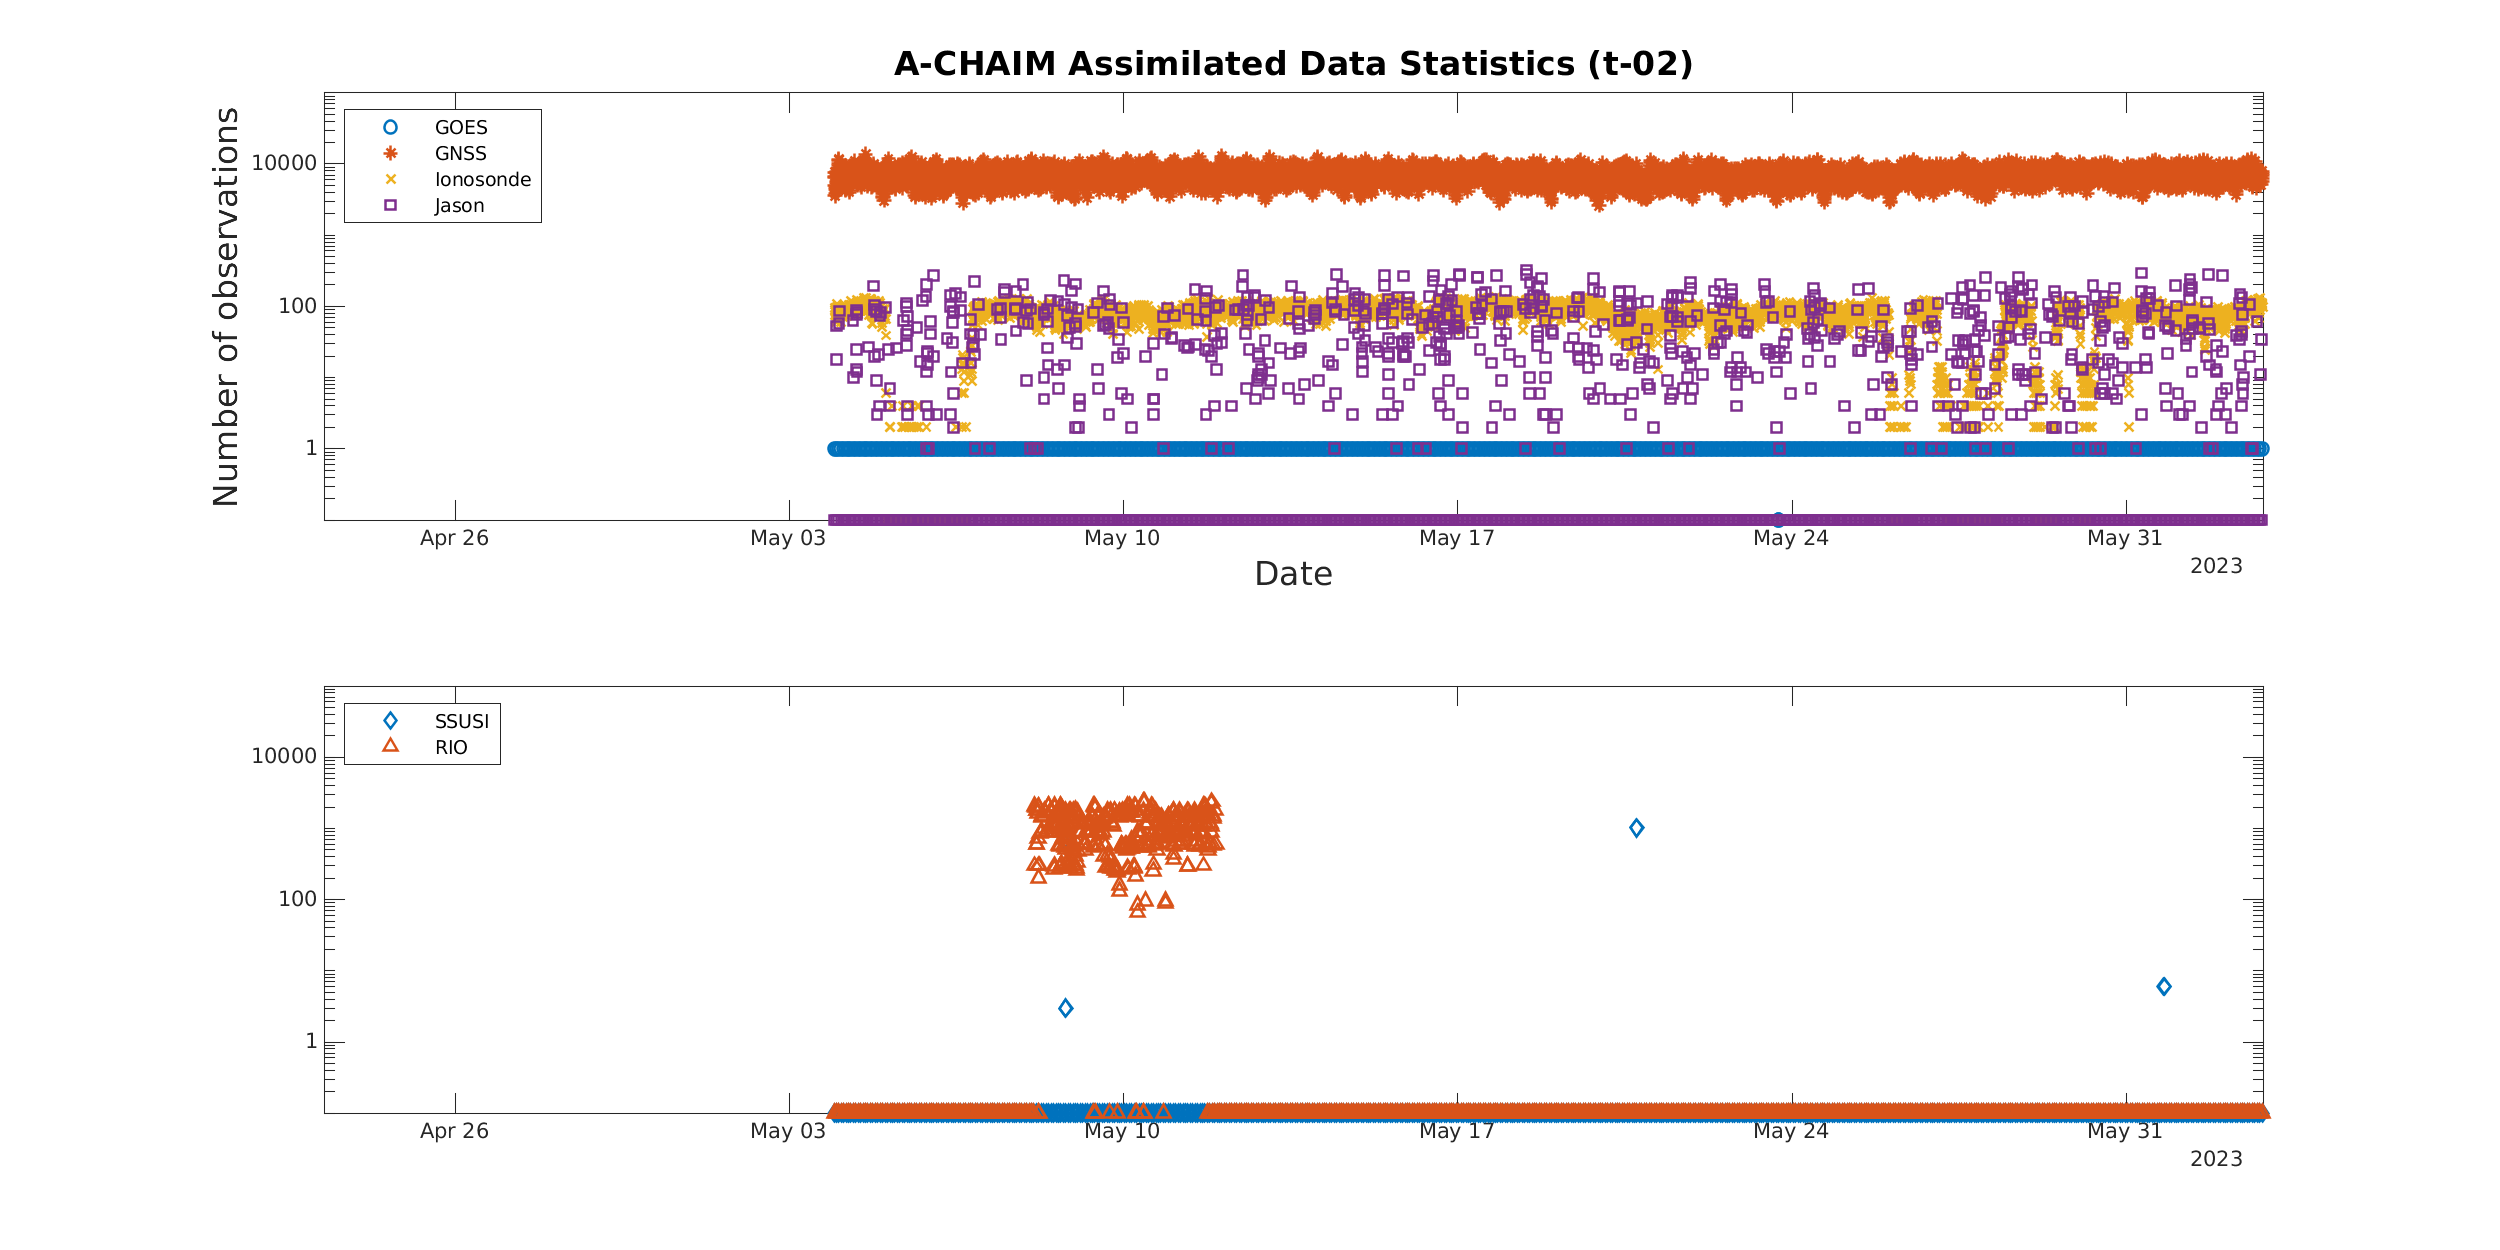 A-CHAIM Assimilated Data Statistics (t-02)
Number of observations
10000
100
1
GOES
GNSS
Ionosonde
Jason
Apr 26
May 03
May 10
May 17
May 24
May 31
2023
Date
10000
100
1
SSUSI
RIO
Apr 26
May 03
May 10
May 17
May 24
May 31
2023